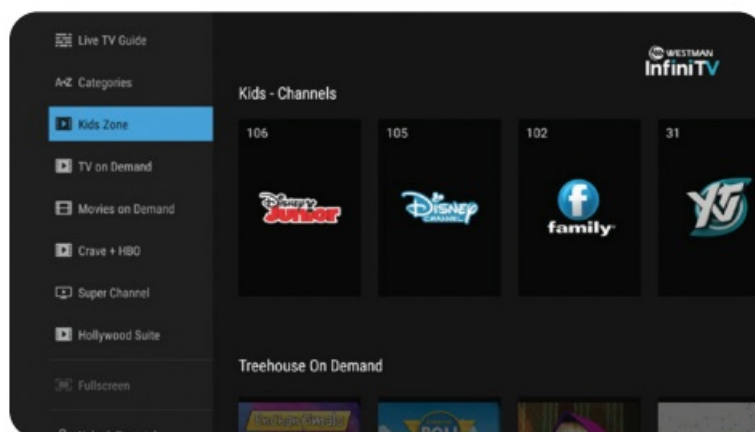 Live TV Guide
A-Z Categories
Kids Zone
TV on Demand
Movies on Demand
Crave + HBO
Super Channel
Hollywood Suite
Fullscreen
WESTMAN
InfiniTV
Kids - Channels
106
105
102
31
Disney Junior
Disney CHANNEL
f
family
YTV
Treehouse On Demand